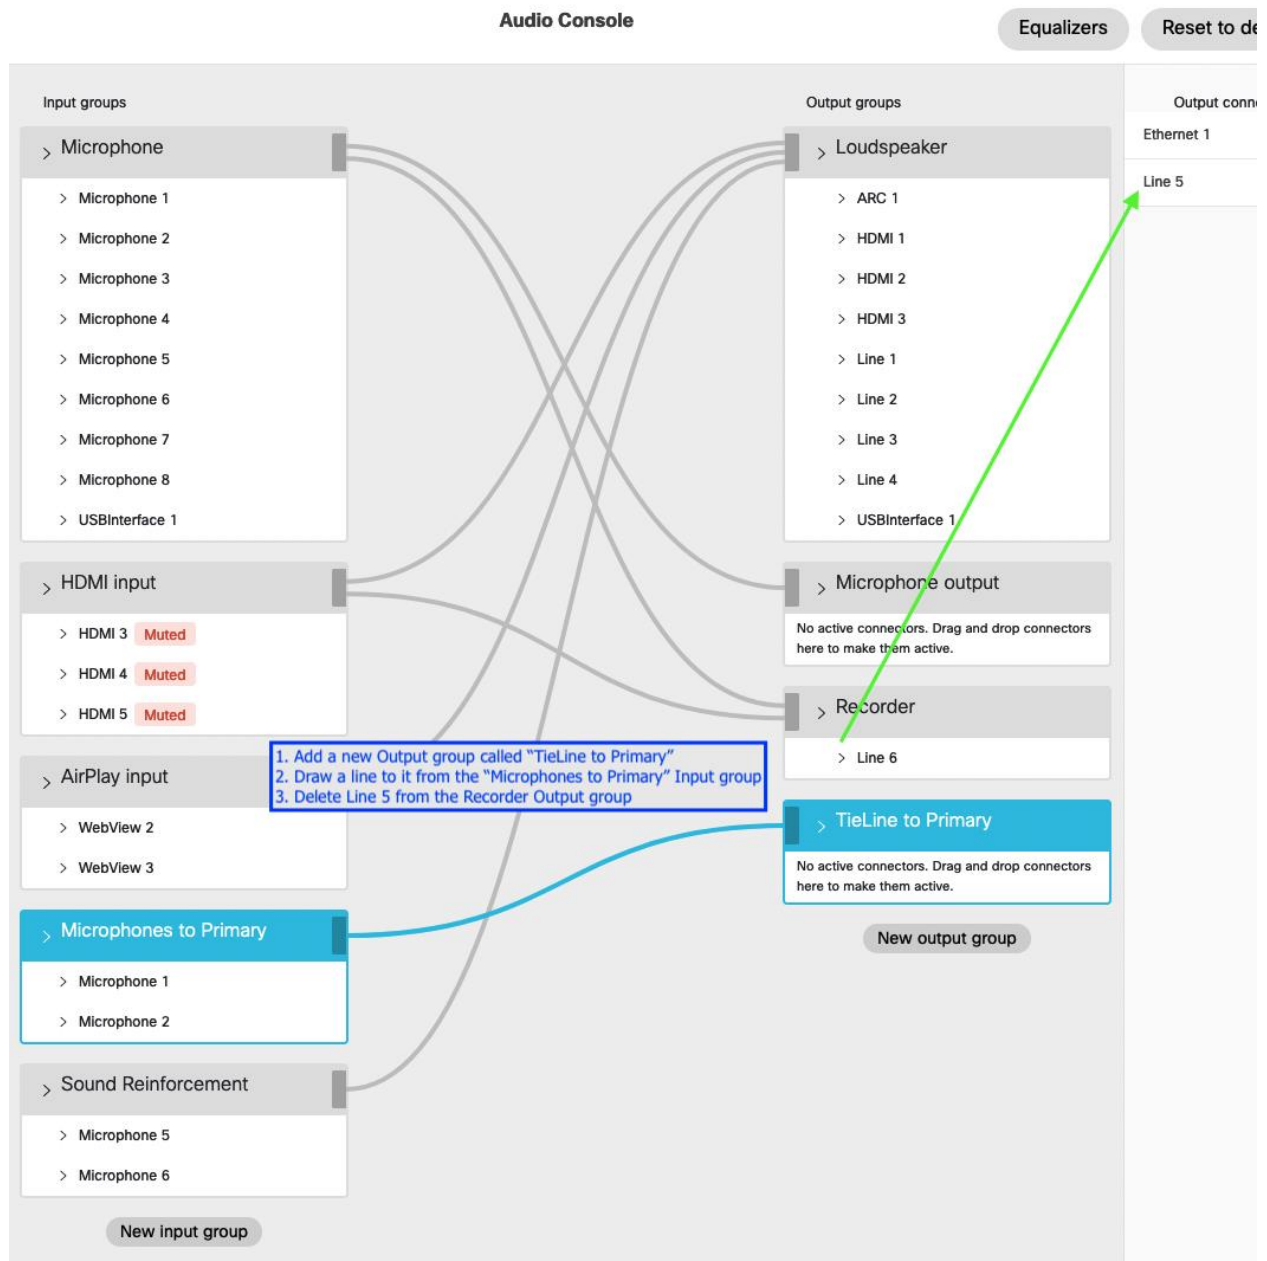 Audio Console
Equalizers
Reset to de
Input groups
Output groups
Output conn
Microphone
Microphone 1
Microphone 2
Microphone 3
Microphone 4
Microphone 5
Microphone 6
Microphone 7
Microphone 8
USBInterface 1
HDMI input
HDMI 3 Muted
HDMI 4 Muted
HDMI 5 Muted
AirPlay input
WebView 2
WebView 3
Microphones to Primary
Microphone 1
Microphone 2
Sound Reinforcement
Microphone 5
Microphone 6
New input group
1. Add a new Output group called “TieLine to Primary”
2. Draw a line to it from the “Microphones to Primary” Input group
3. Delete Line 5 from the Recorder Output group
Loudspeaker
ARC 1
HDMI 1
HDMI 2
HDMI 3
Line 1
Line 2
Line 3
Line 4
USBInterface 1
Microphone output
No active connectors. Drag and drop connectors
here to make them active.
Recorder
Line 6
TieLine to Primary
No active connectors. Drag and drop connectors
here to make them active.
New output group
Ethernet 1
Line 5